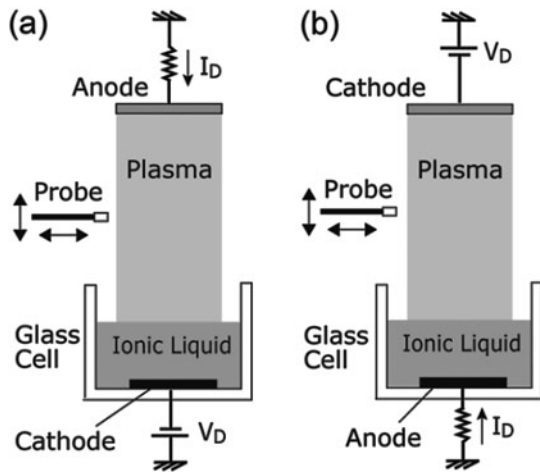 (a)
I_D
Anode
Plasma
Probe
Glass
Cell
Ionic Liquid
Cathode
V_D
(b)
V_D
Cathode
Plasma
Probe
Glass
Cell
Ionic Liquid
Anode
I_D